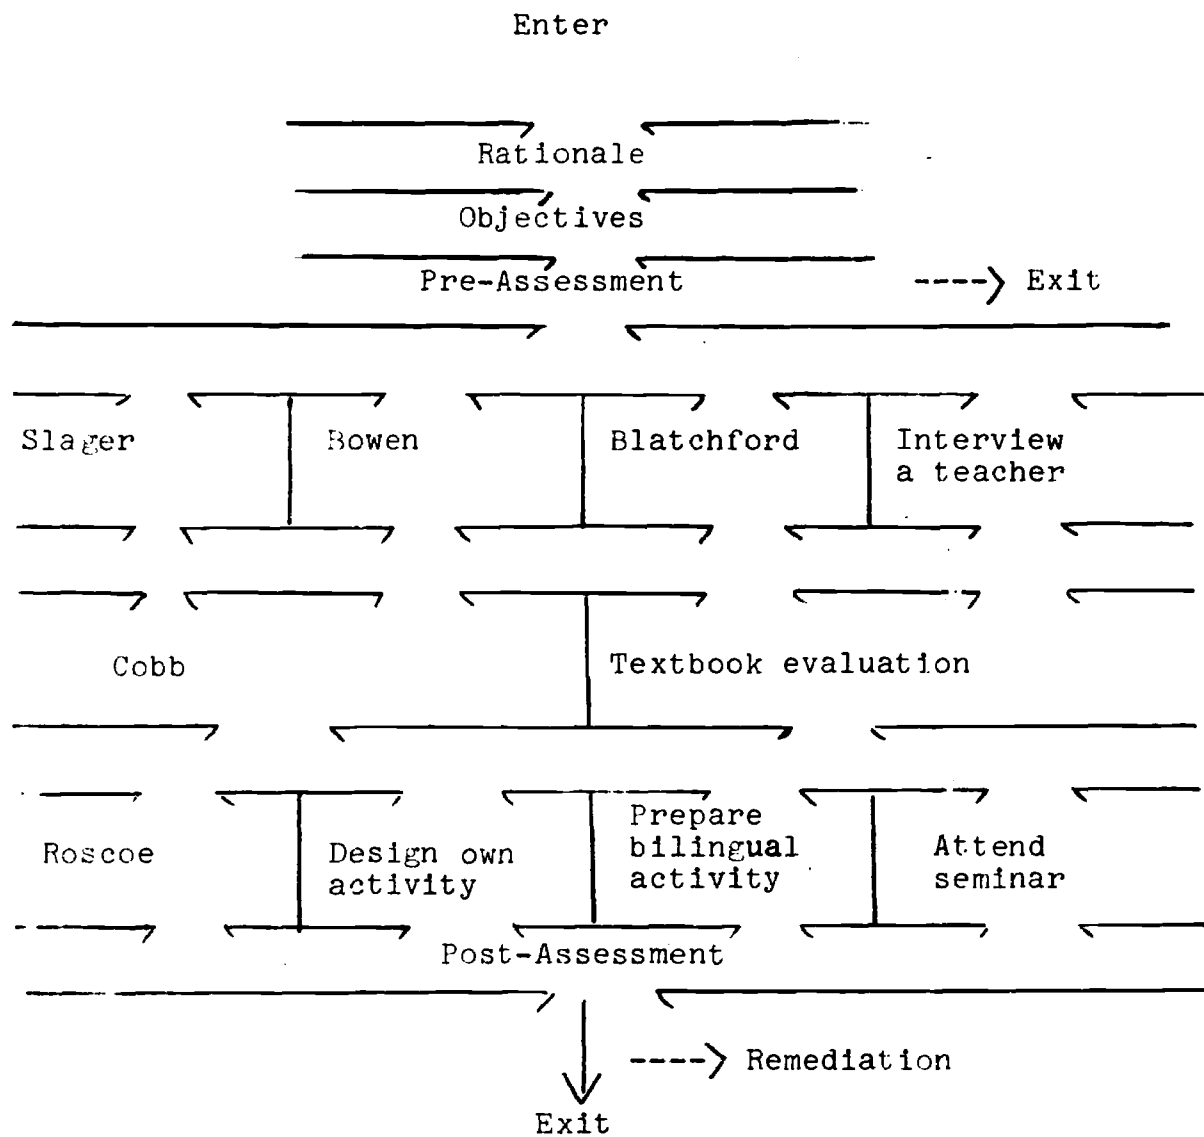 Enter
Rationale
Objectives
Pre-Assessment
Exit
Slager
Bowen
Blatchford
Interview
a teacher
Cobb
Textbook evaluation
Roscoe
Design own
activity
Prepare
bilingual
activity
Attend
seminar
Post-Assessment
Remediation
Exit